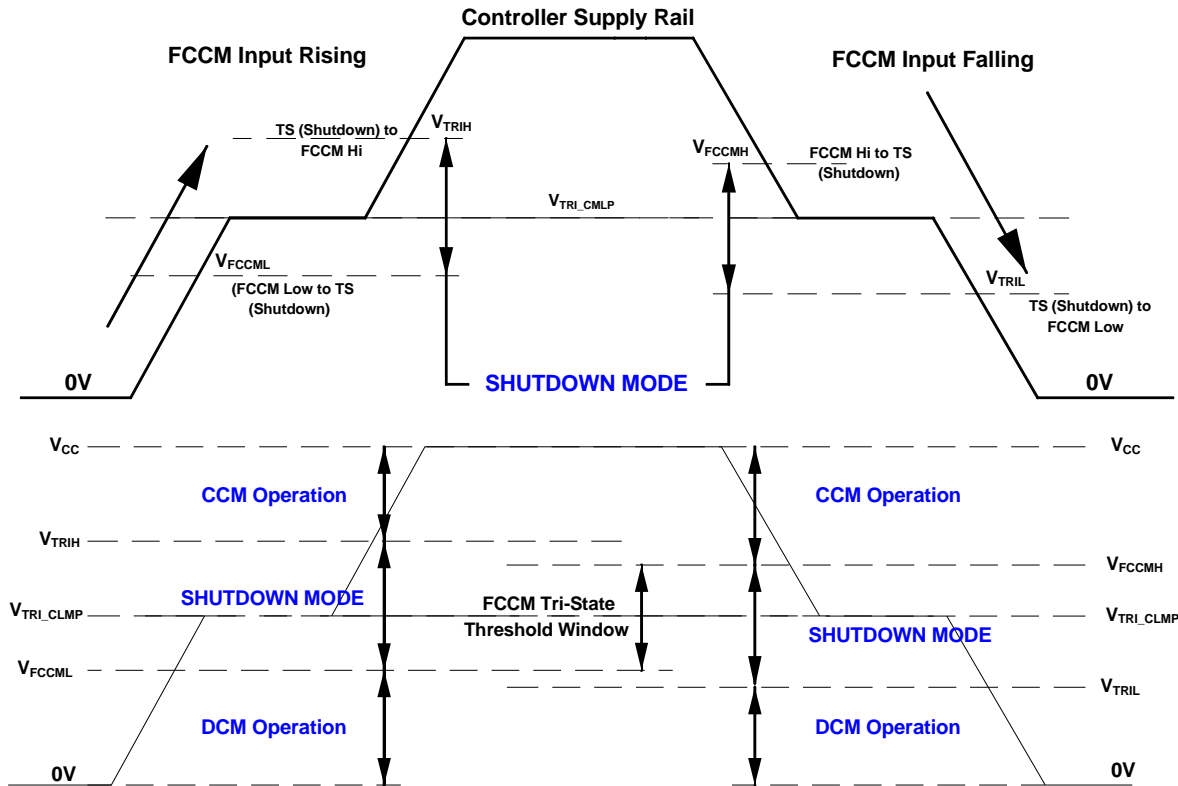 Controller Supply Rail
FCCM Input Rising
FCCM Input Falling
TS (Shutdown) to
FCCM Hi
VTRIH
VFCCMH
FCCM Hi to TS
(Shutdown)
VTRI_CMLP
VFCCML
(FCCM Low to TS
(Shutdown)
VTRIL
TS (Shutdown) to
FCCM Low
0V
SHUTDOWN MODE
0V
VCC
VCC
CCM Operation
CCM Operation
VTRIH
VFCCMH
SHUTDOWN MODE
FCCM Tri-State
Threshold Window
VTRI_CLMP
VTRI_CLMP
SHUTDOWN MODE
VFCCML
VTRIL
DCM Operation
DCM Operation
0V
0V